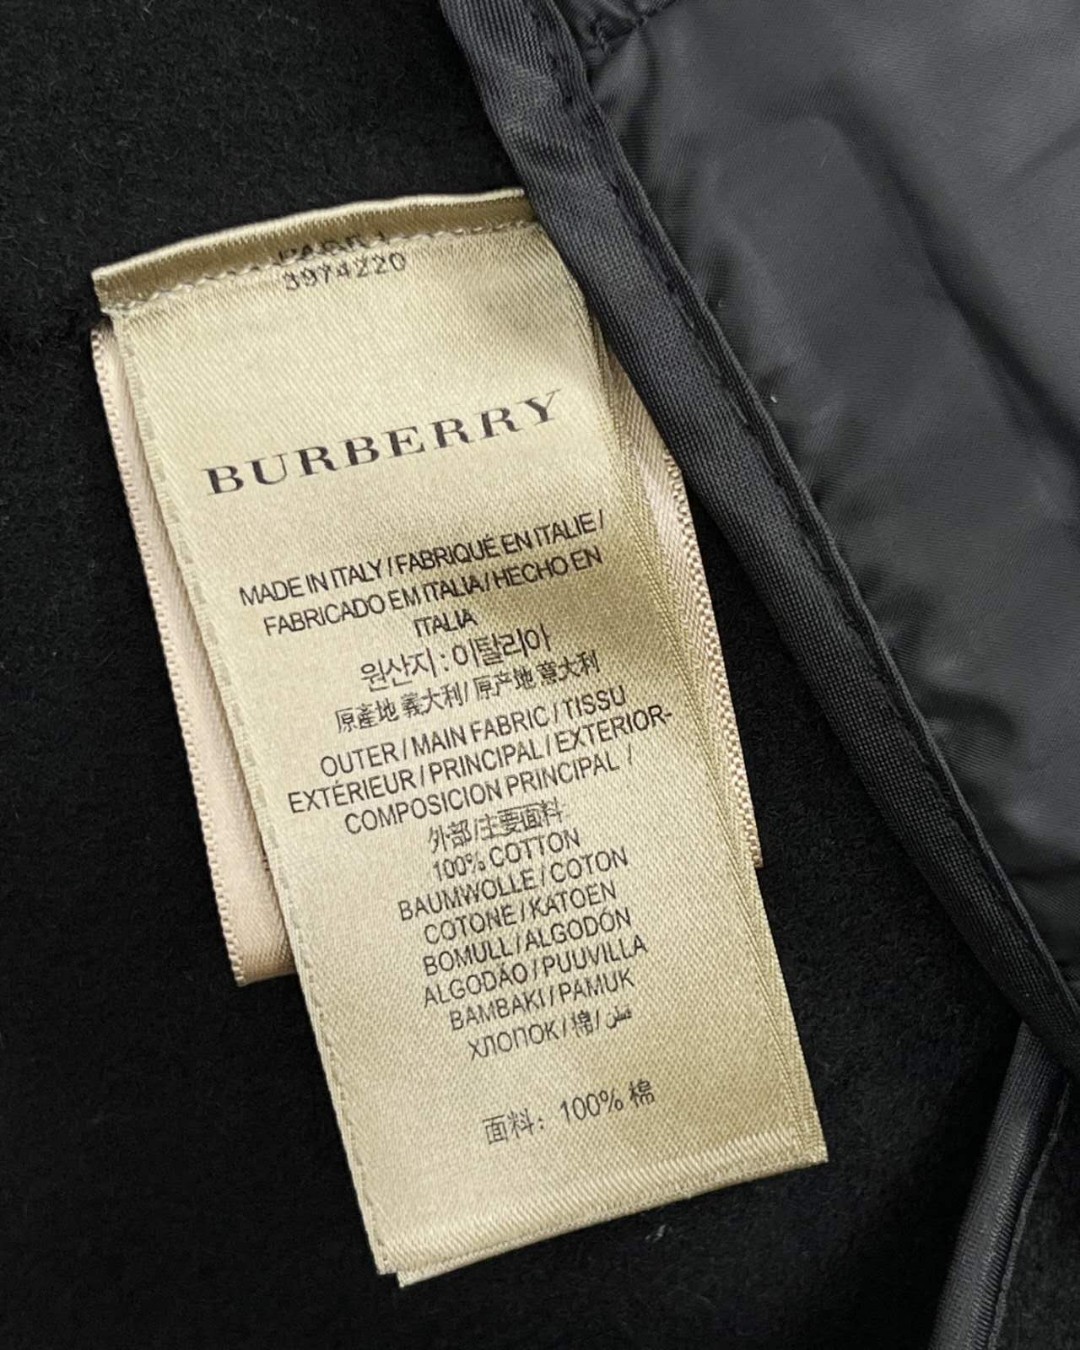 3974220
BURBERRY
MADE IN ITALY / FABRIQUÉ EN ITALIE /
FABRICADO EM ITALIA / HECHO EN
ITALIA
원산지 : 이탈리아
原產地 義大利 / 原产地 意大利
OUTER / MAIN FABRIC / TISSU
EXTÉRIEUR / PRINCIPAL / EXTERIOR-
COMPOSICION PRINCIPAL /
外部/主要面料
100% COTTON
BAUMWOLLE / COTON
COTONE / KATOEN
BOMULL / ALGODÓN
ALGODÃO / PUUVILLA
BAMBAKI / PAMUK
ХЛОПОК / 棉 / قطن
面料: 100% 棉